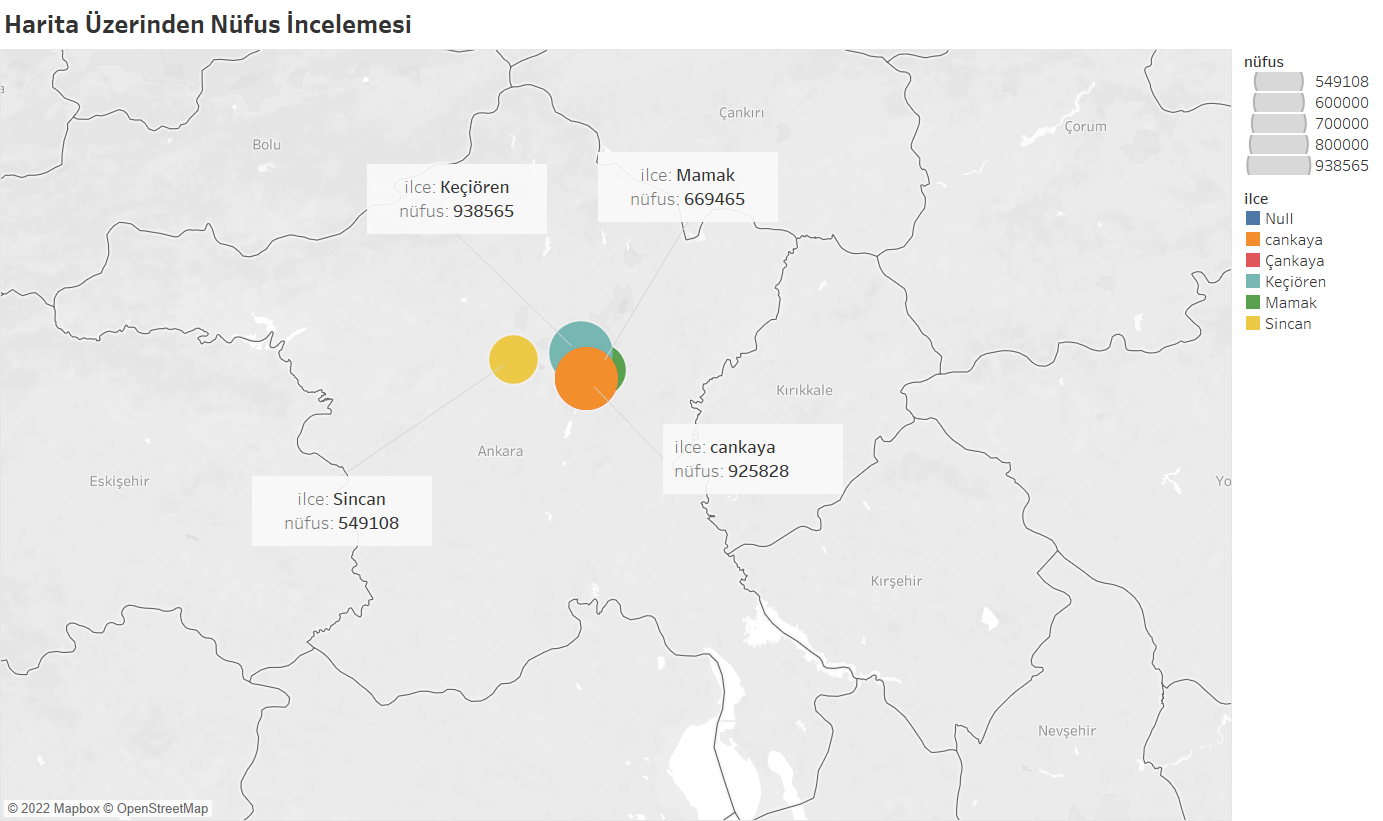 Harita Üzerinden Nüfus İncelemesi
Bolu
Çankırı
Çorum
ilce: Keçiören
nüfus: 938565
ilce: Mamak
nüfus: 669465
Kırıkkale
Ankara
ilce: cankaya
nüfus: 925828
Eskişehir
Yo
ilce: Sincan
nüfus: 549108
Kırşehir
Nevşehir
© 2022 Mapbox © OpenStreetMap
nüfus
549108
600000
700000
800000
938565
ilce
Null
cankaya
Çankaya
Keçiören
Mamak
Sincan